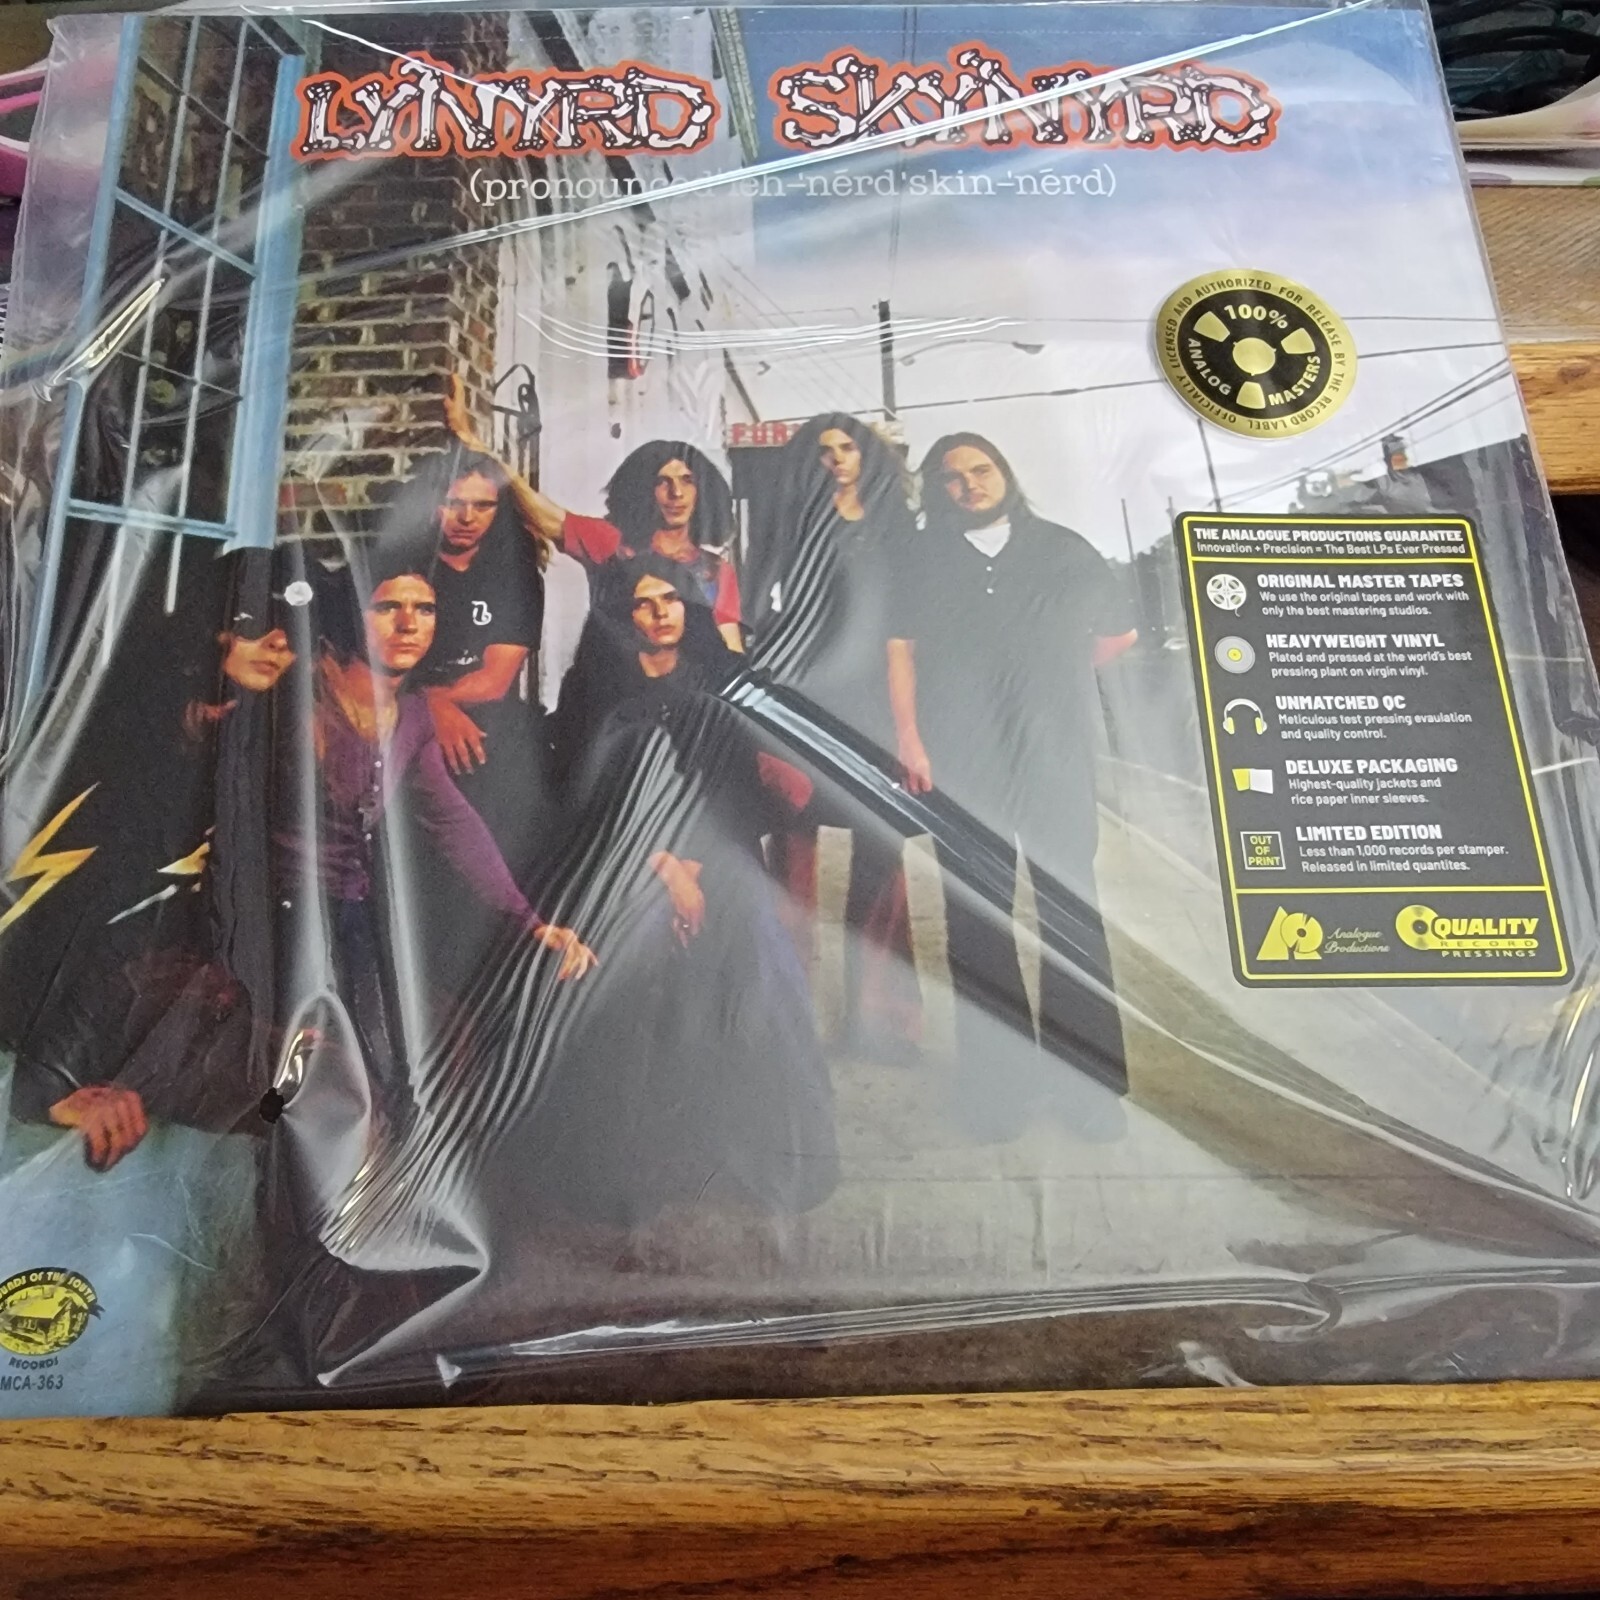 LYNYRD SKYNYRD
(pronounced 'leh-'nérd 'skin-'nérd)
OFFICIALLY LICENSED AND AUTHORIZED FOR RELEASE BY THE RECORD LABEL
100%
ANALOG MASTERS
THE ANALOGUE PRODUCTIONS GUARANTEE
Innovation + Precision = The Best LPs Ever Pressed
ORIGINAL MASTER TAPES
We use the original tapes and work with
only the best mastering studios.
HEAVYWEIGHT VINYL
Plated and pressed at the world's best
pressing plant on virgin vinyl.
UNMATCHED QC
Meticulous test pressing evaulation
and quality control.
DELUXE PACKAGING
Highest-quality jackets and
rice paper inner sleeves.
OUT
OF
PRINT
LIMITED EDITION
Less than 1,000 records per stamper.
Released in limited quantites.
Analogue
Productions
QUALITY
RECORD
PRESSINGS
OF THE SOUTH
RECORDS
MCA-363